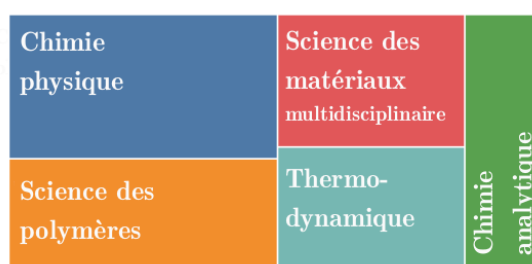 Chimie
physique
Science des
polymères
Science des
matériaux
multidisciplinaire
Thermo-
dynamique
Chimie
analytique